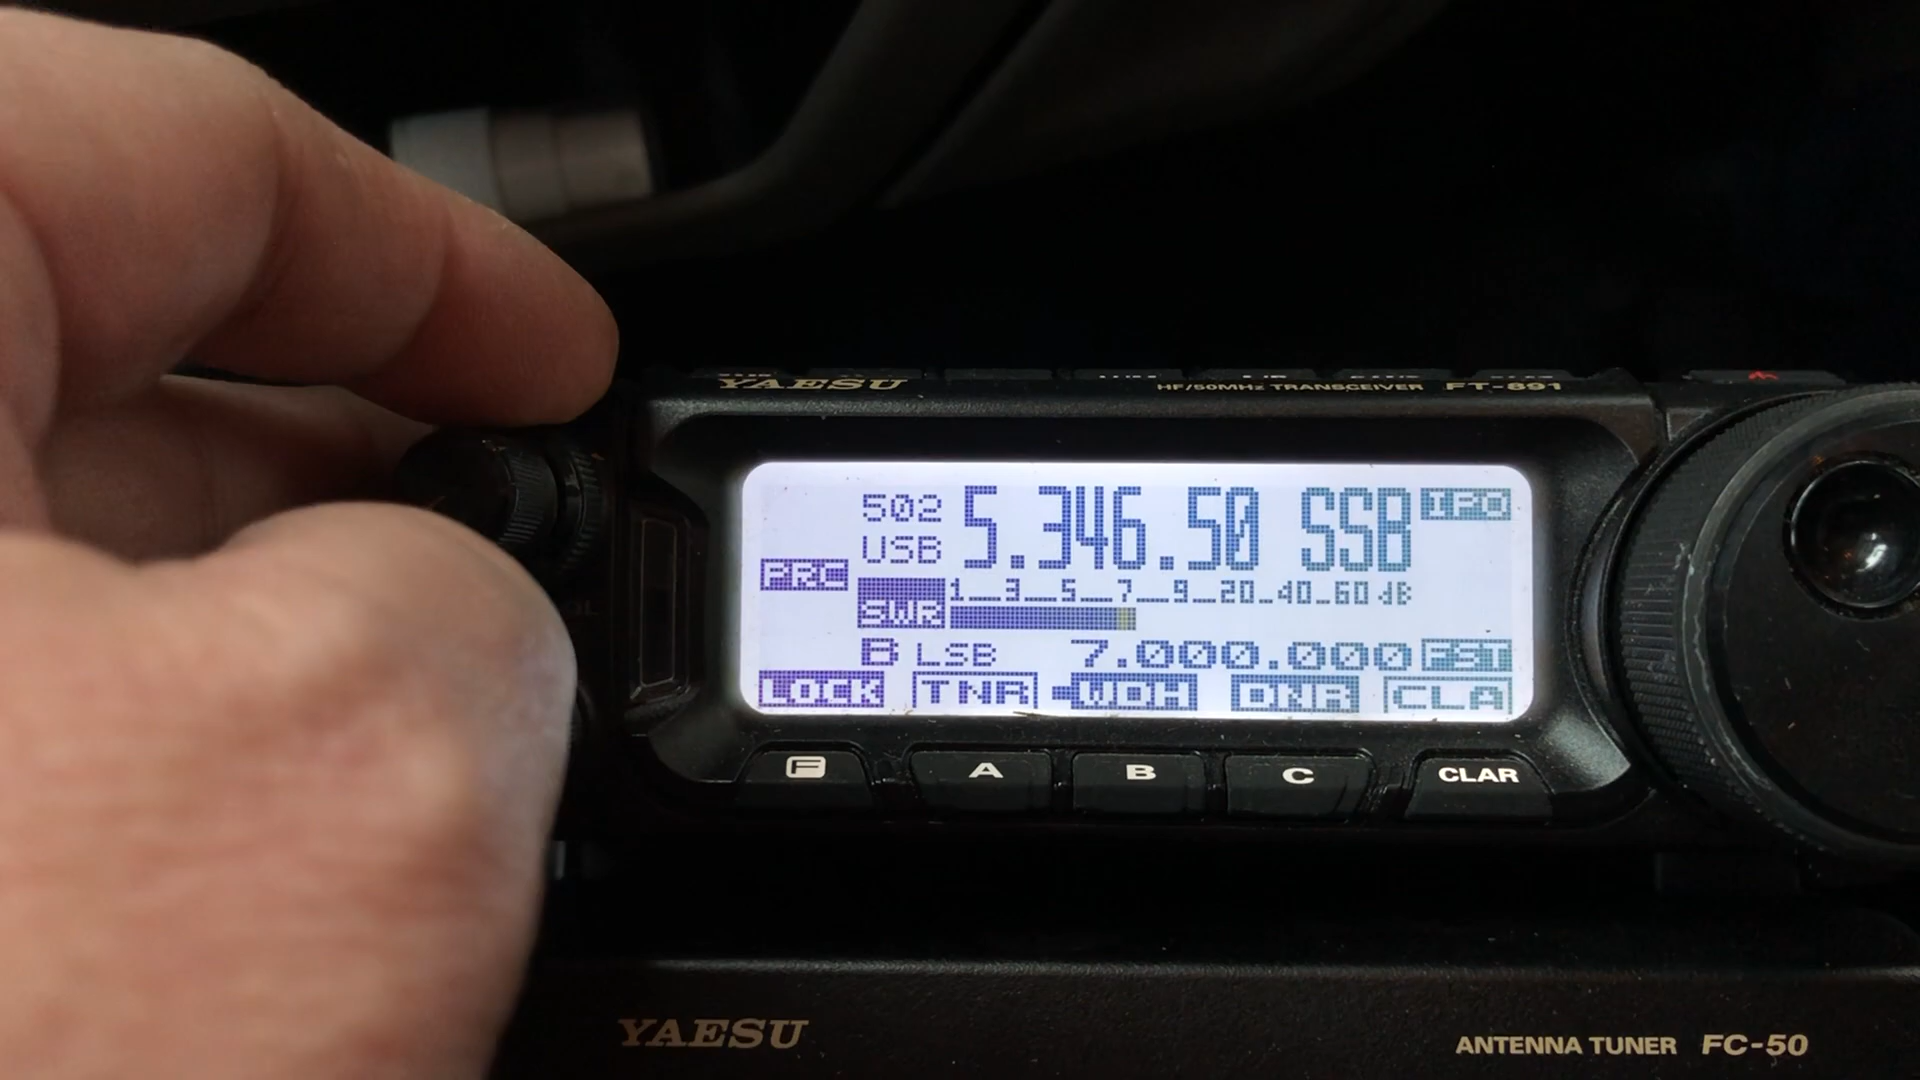 YAESU HF/50MHz TRANSCEIVER FT-891
502 5.346.50 SSB IPO
USB
PRC
1 3 5 7 9 20 40 60 dB
SWR
B LSB 7.000.000 FST
LOCK TNR WDH DNR CLA
F A B C CLAR
YAESU ANTENNA TUNER FC-50